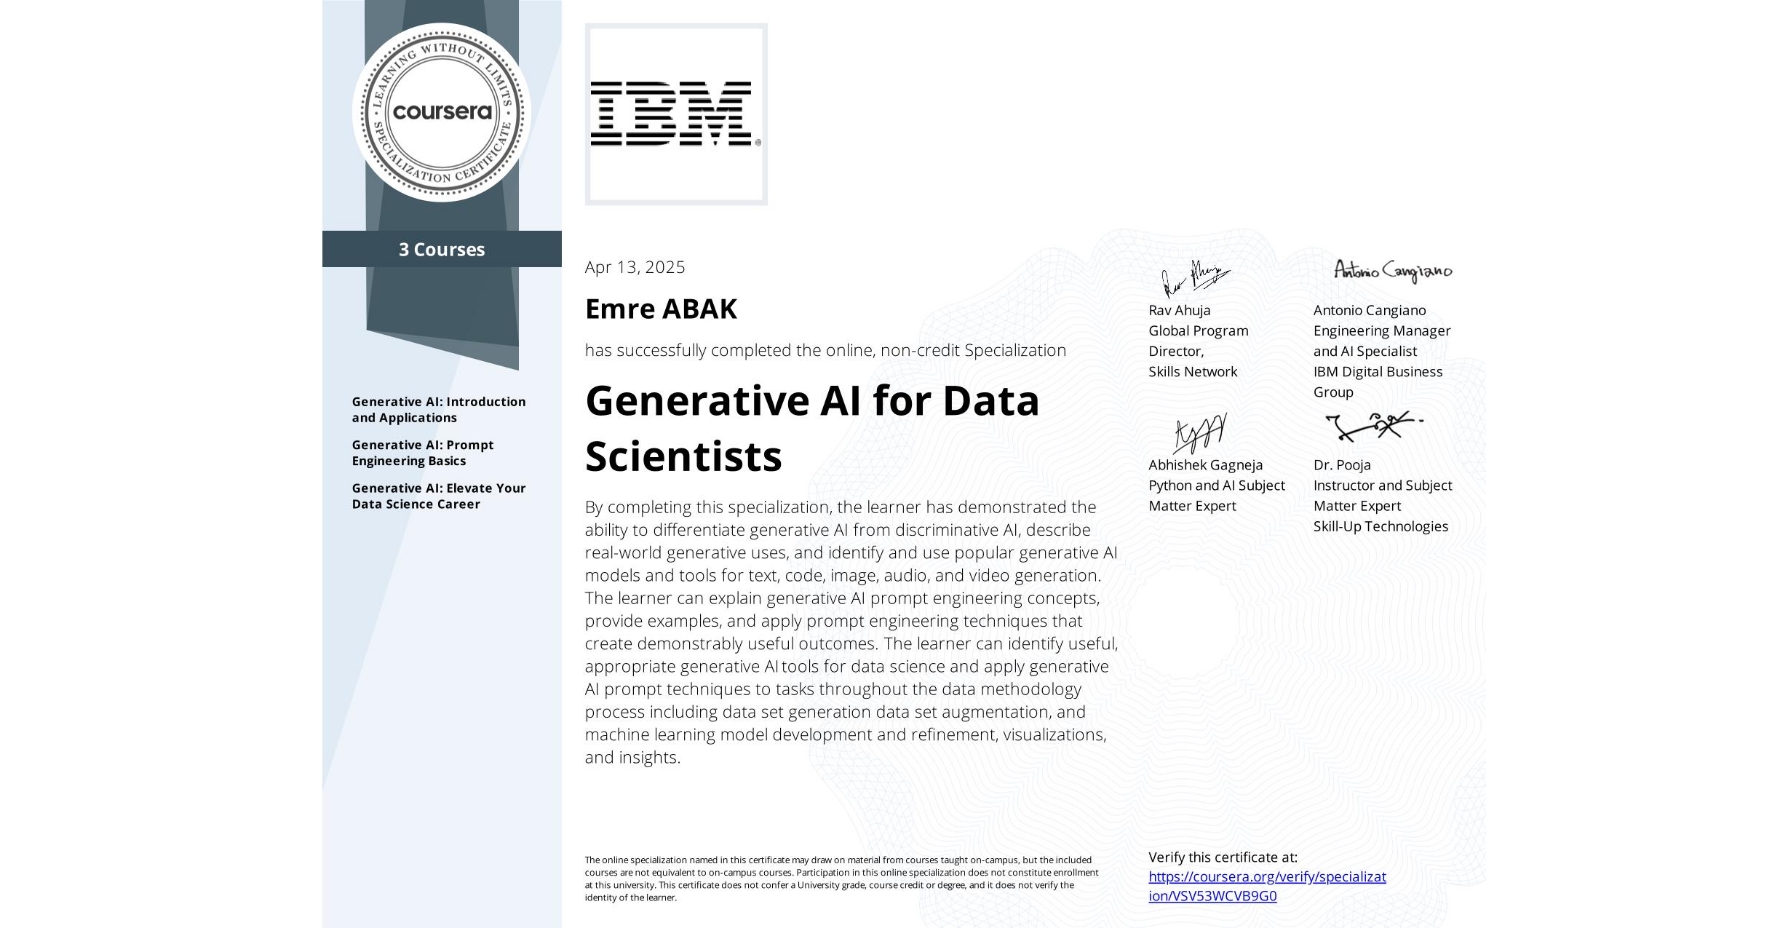 LEARNING WITHOUT LIMITS
coursera
SPECIALIZATION CERTIFICATE
3 Courses
Generative AI: Introduction
and Applications
Generative AI: Prompt
Engineering Basics
Generative AI: Elevate Your
Data Science Career
IBM®
Apr 13, 2025
Emre ABAK
has successfully completed the online, non-credit Specialization
Generative AI for Data
Scientists
By completing this specialization, the learner has demonstrated the
ability to differentiate generative AI from discriminative AI, describe
real-world generative uses, and identify and use popular generative AI
models and tools for text, code, image, audio, and video generation.
The learner can explain generative AI prompt engineering concepts,
provide examples, and apply prompt engineering techniques that
create demonstrably useful outcomes. The learner can identify useful,
appropriate generative AI tools for data science and apply generative
AI prompt techniques to tasks throughout the data methodology
process including data set generation data set augmentation, and
machine learning model development and refinement, visualizations,
and insights.
Rav Ahuja
Global Program
Director,
Skills Network
Antonio Cangiano
Antonio Cangiano
Engineering Manager
and AI Specialist
IBM Digital Business
Group
Abhishek Gagneja
Python and AI Subject
Matter Expert
Dr. Pooja
Instructor and Subject
Matter Expert
Skill-Up Technologies
The online specialization named in this certificate may draw on material from courses taught on-campus, but the included
courses are not equivalent to on-campus courses. Participation in this online specialization does not constitute enrollment
at this university. This certificate does not confer a University grade, course credit or degree, and it does not verify the
identity of the learner.
Verify this certificate at:
https://coursera.org/verify/specializat
ion/VSV53WCVB9G0